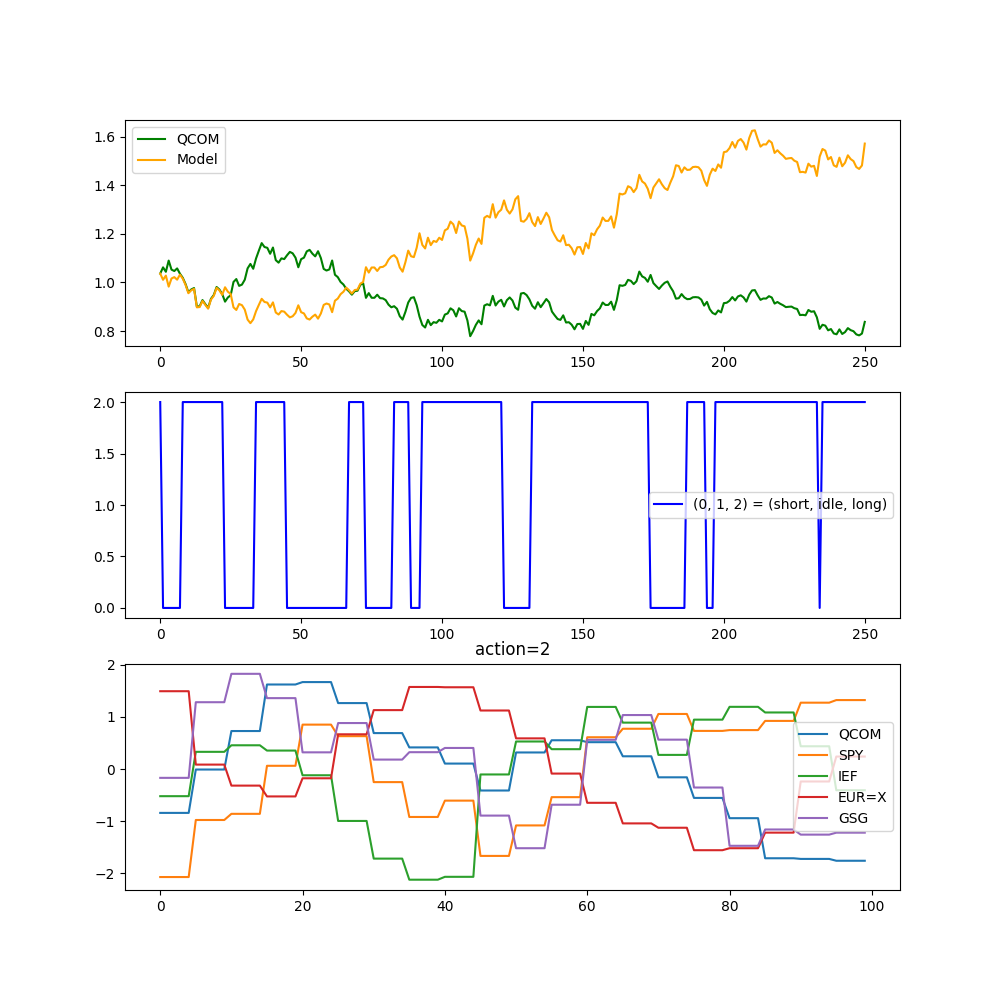 1.6
1.4
1.2
1.0
0.8
QCOM
Model
0 50 100 150 200 250
2.0
1.5
1.0
0.5
0.0
(0, 1, 2) = (short, idle, long)
0 50 100 150 200 250
action=2
2
1
0
−1
−2
QCOM
SPY
IEF
EUR=X
GSG
0 20 40 60 80 100